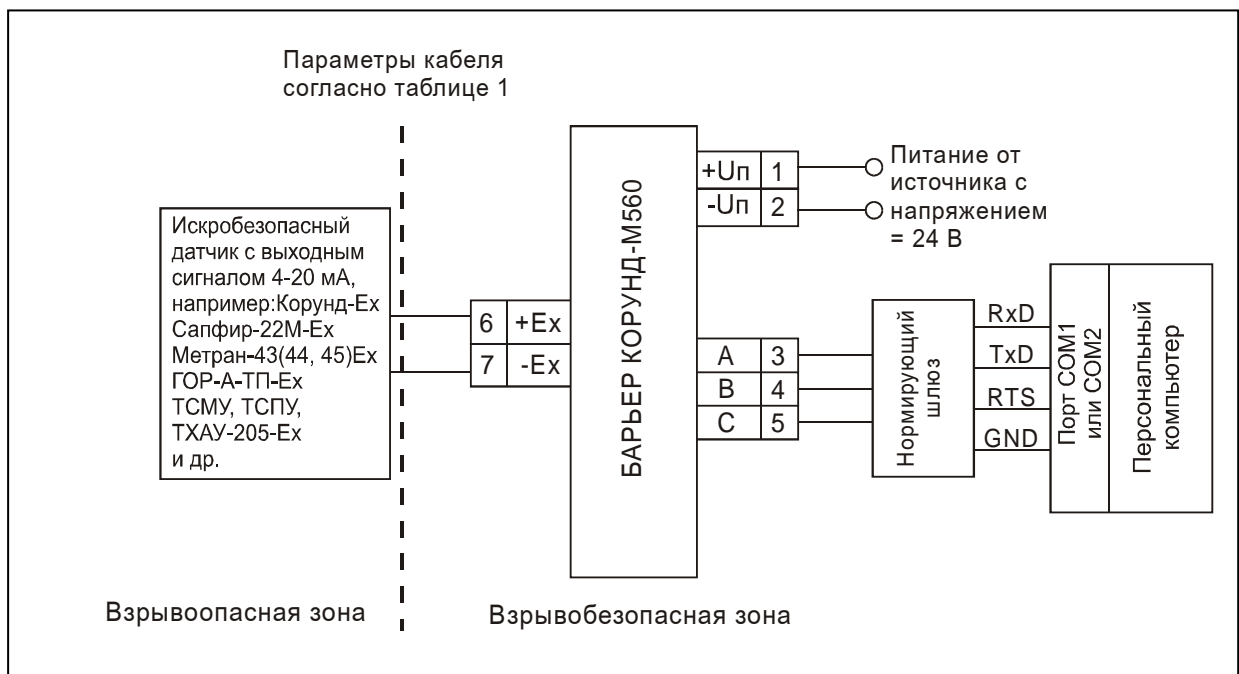 Параметры кабеля
согласно таблице 1
Искробезопасный
датчик с выходным
сигналом 4-20 мА,
например:Корунд-Ех
Сапфир-22М-Ех
Метран-43(44, 45)Ех
ГОР-А-ТП-Ех
ТСМУ, ТСПУ,
ТХАУ-205-Ех
и др.
6 +Ex
7 -Ex
БАРЬЕР КОРУНД-М560
+Uп 1
-Uп 2
Питание от
источника с
напряжением
= 24 В
A 3
B 4
C 5
Нормирующий
шлюз
RxD
TxD
RTS
GND
Порт COM1
или COM2
Персональный
компьютер
Взрывоопасная зона
Взрывобезопасная зона